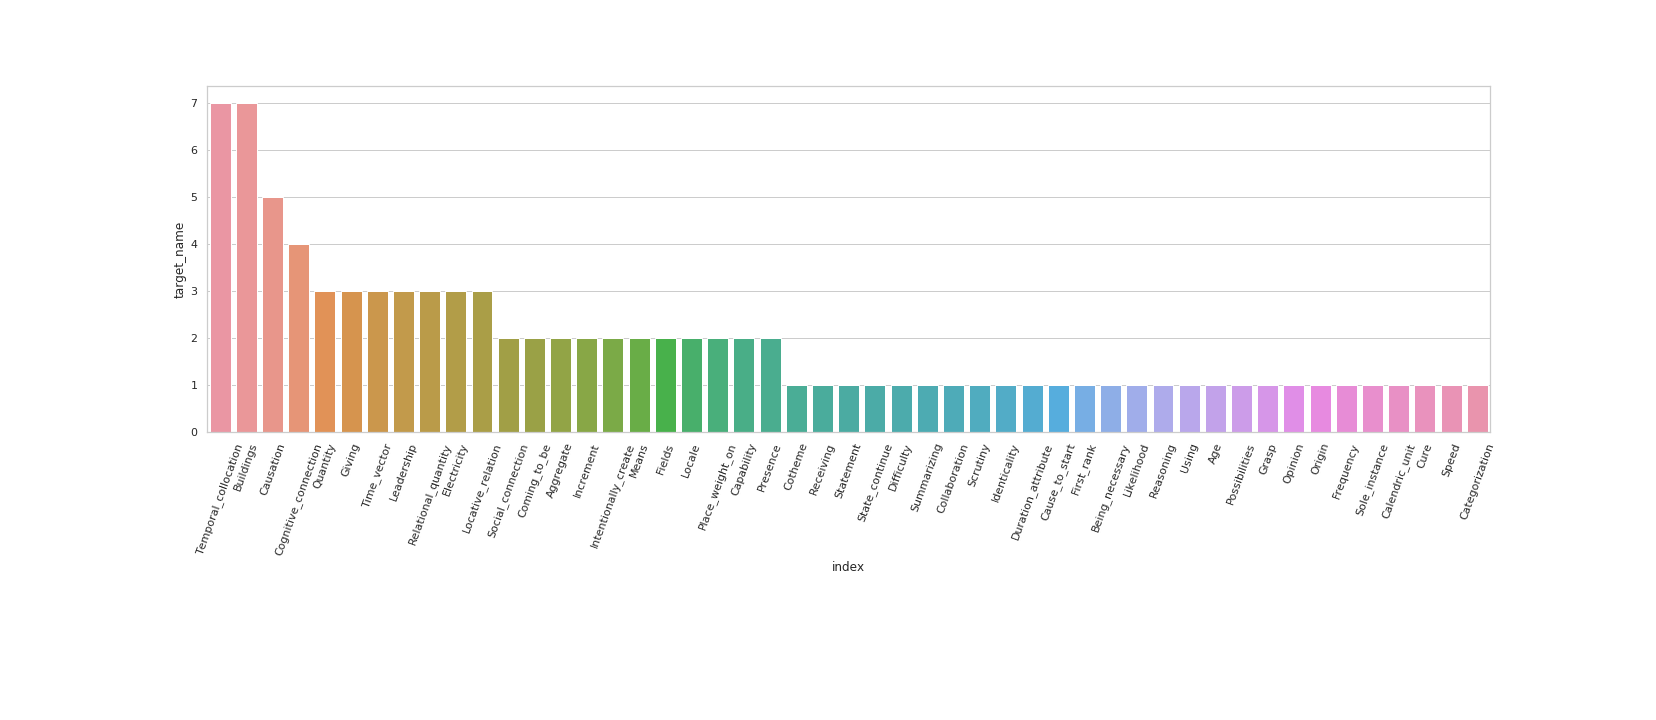 7
6
5
4
3
2
1
0
target_name
Temporal_collocation
Buildings
Causation
Cognitive_connection
Quantity
Giving
Time_vector
Leadership
Relational_quantity
Electricity
Locative_relation
Social_connection
Coming_to_be
Aggregate
Increment
Intentionally_create
Means
Fields
Locale
Place_weight_on
Capability
Presence
Cotheme
Receiving
Statement
State_continue
Difficulty
Summarizing
Collaboration
Scrutiny
Identicality
Duration_attribute
Cause_to_start
First_rank
Being_necessary
Likelihood
Reasoning
Using
Age
Possibilities
Grasp
Opinion
Origin
Frequency
Sole_instance
Calendric_unit
Cure
Speed
Categorization
index